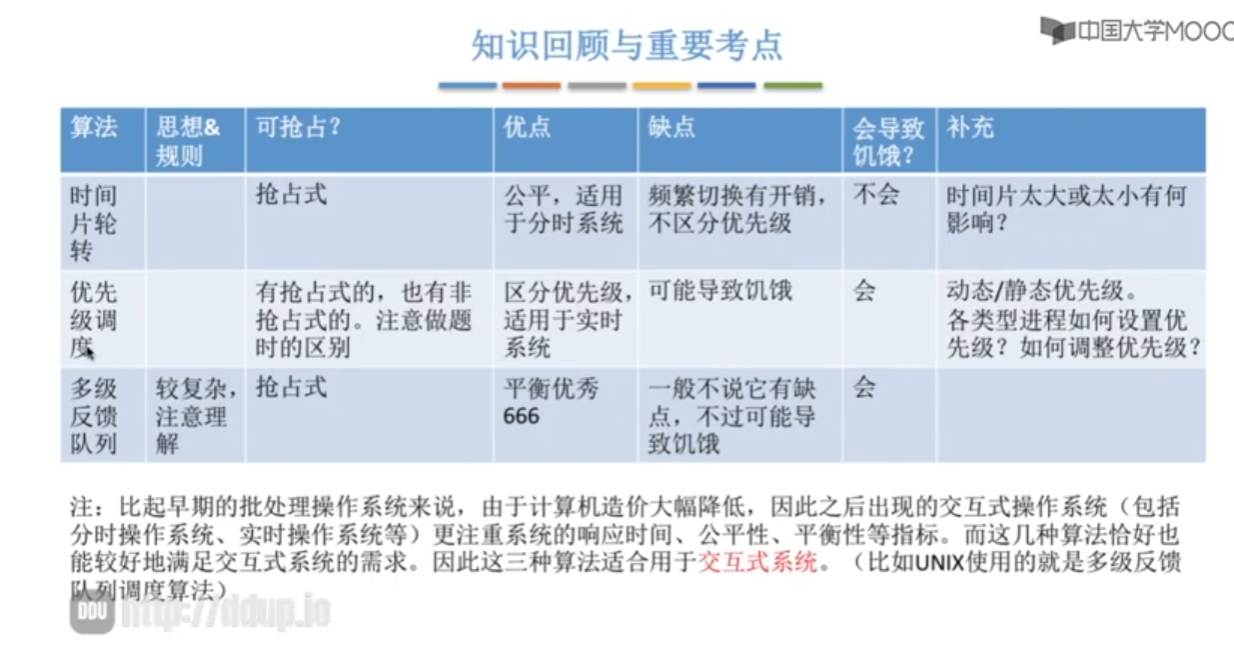 知识回顾与重要考点
中国大学MOOC
算法
思想&
规则
可抢占？
优点
缺点
会导致
饥饿？
补充
时间
片轮
转
抢占式
公平，适用
于分时系统
频繁切换有开销，
不区分优先级
不会
时间片太大或太小有何
影响？
优先
级调
度
有抢占式的，也有非
抢占式的。注意做题
时的区别
区分优先级，
适用于实时
系统
可能导致饥饿
会
动态/静态优先级。
各类型进程如何设置优
先级？如何调整优先级？
多级
反馈
队列
较复杂，
注意理
解
抢占式
平衡优秀
666
一般不说它有缺
点，不过可能导
致饥饿
会
注：比起早期的批处理操作系统来说，由于计算机造价大幅降低，因此之后出现的交互式操作系统（包括
分时操作系统、实时操作系统等）更注重系统的响应时间、公平性、平衡性等指标。而这几种算法恰好也
能较好地满足交互式系统的需求。因此这三种算法适合用于交互式系统。（比如UNIX使用的就是多级反馈
队列调度算法）
DDU http://ddup.io